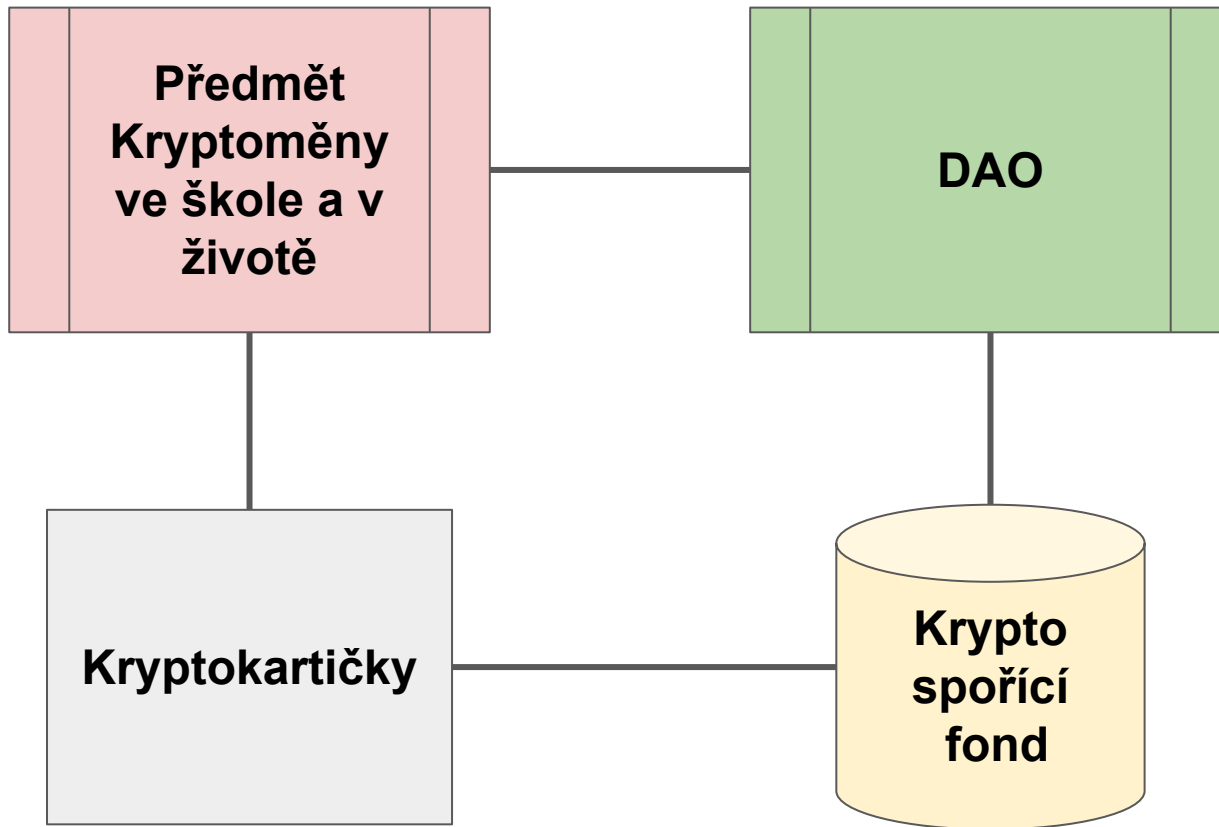 Předmět
Kryptoměny
ve škole a v
životě
DAO
Kryptokartičky
Krypto
spořící
fond